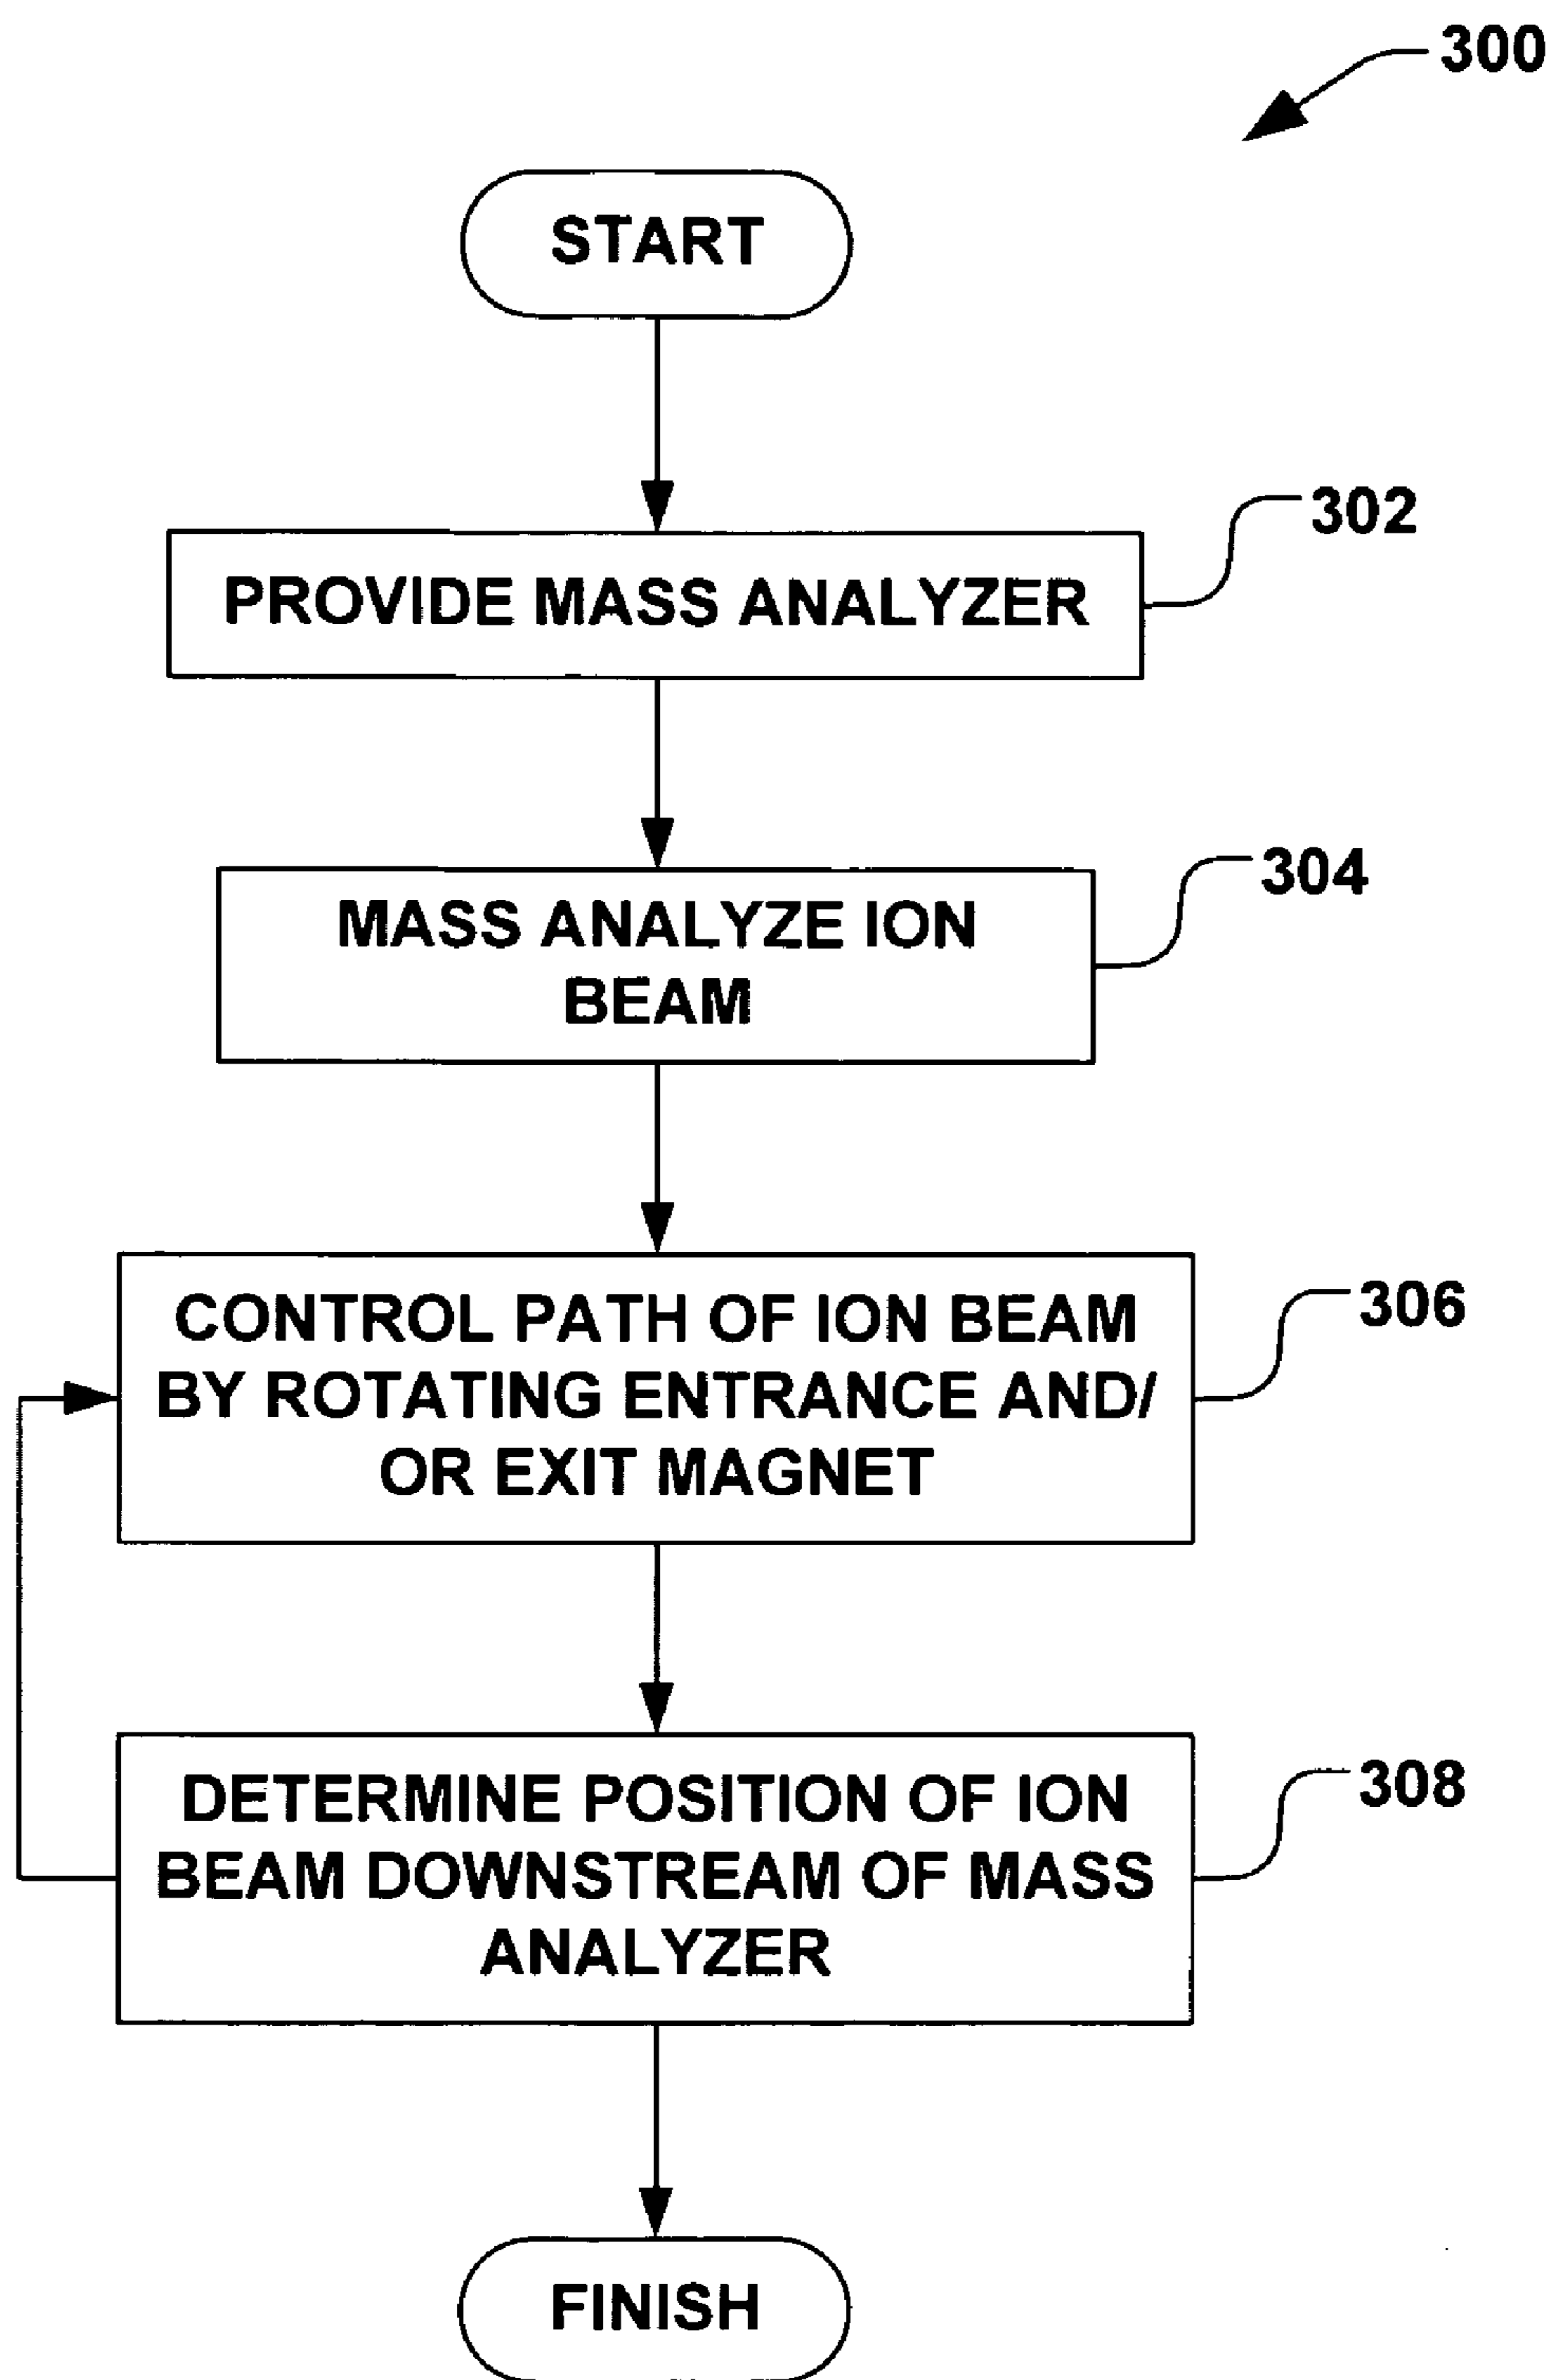 300
START
302
PROVIDE MASS ANALYZER
304
MASS ANALYZE ION
BEAM
306
CONTROL PATH OF ION BEAM
BY ROTATING ENTRANCE AND/
OR EXIT MAGNET
308
DETERMINE POSITION OF ION
BEAM DOWNSTREAM OF MASS
ANALYZER
FINISH